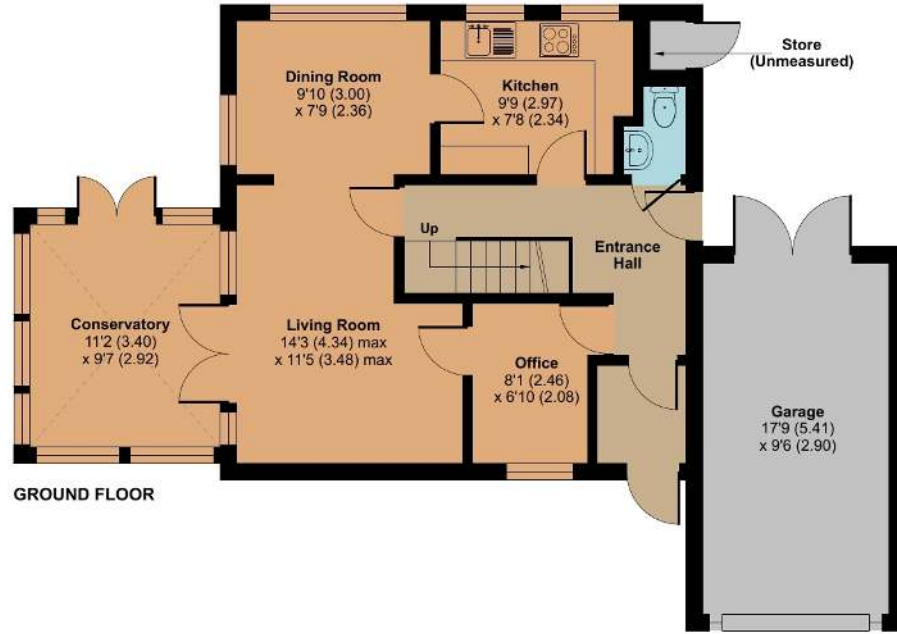 Dining Room
9'10 (3.00)
x 7'9 (2.36)
Kitchen
9'9 (2.97)
x 7'8 (2.34)
Store
(Unmeasured)
Up
Entrance
Hall
Conservatory
11'2 (3.40)
x 9'7 (2.92)
Living Room
14'3 (4.34) max
x 11'5 (3.48) max
Office
8'1 (2.46)
x 6'10 (2.08)
Garage
17'9 (5.41)
x 9'6 (2.90)
GROUND FLOOR